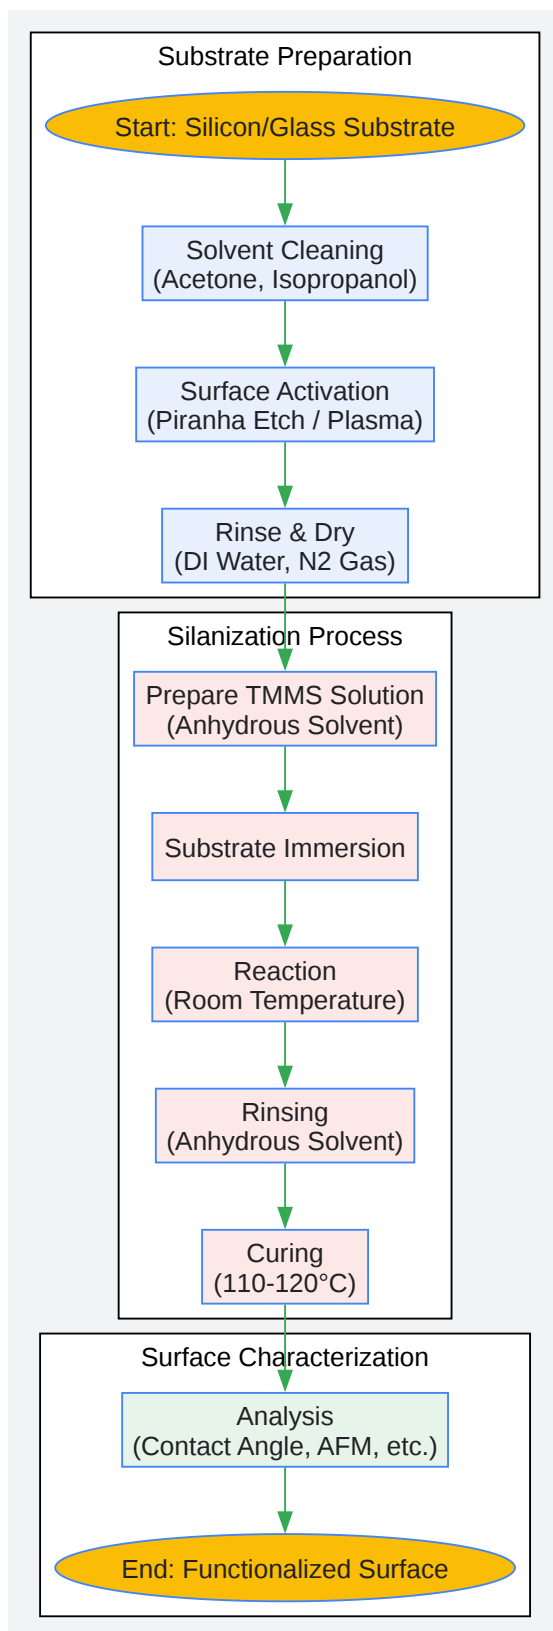 Substrate Preparation
Start: Silicon/Glass Substrate
Solvent Cleaning
(Acetone, Isopropanol)
Surface Activation
(Piranha Etch / Plasma)
Rinse & Dry
(DI Water, N2 Gas)
Silanization Process
Prepare TMMS Solution
(Anhydrous Solvent)
Substrate Immersion
Reaction
(Room Temperature)
Rinsing
(Anhydrous Solvent)
Curing
(110-120°C)
Surface Characterization
Analysis
(Contact Angle, AFM, etc.)
End: Functionalized Surface